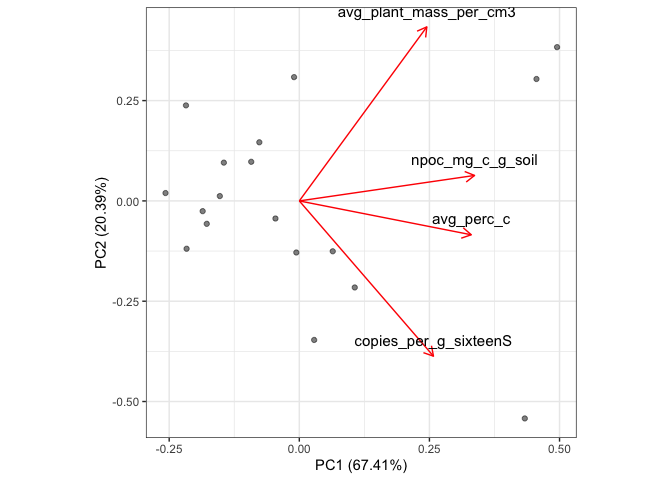 avg_plant_mass_per_cm3
0.25
npoc_mg_c_g_soil
0.00
avg_perc_c
PC2 (20.39%)
-0.25
copies_per_g_sixteenS
-0.50
-0.25 0.00 0.25 0.50
PC1 (67.41%)